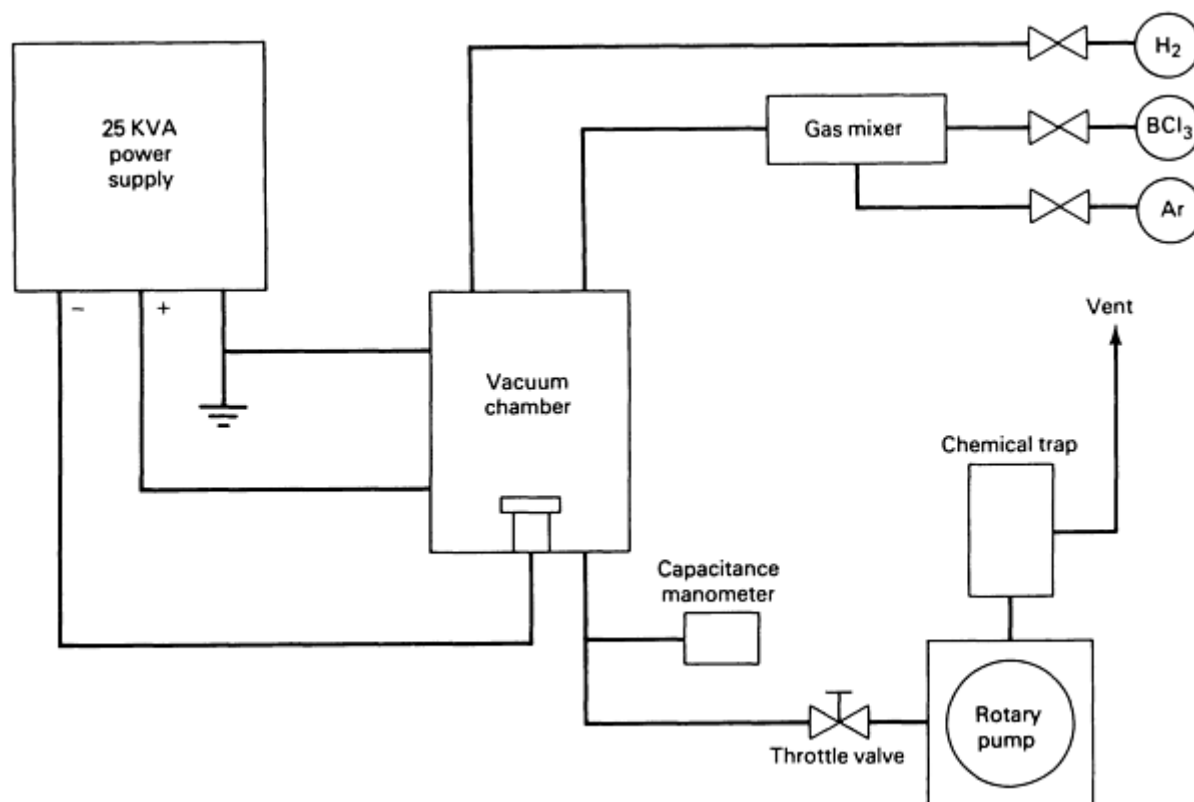 25 KVA
power
supply
−
+
H2
Gas mixer
BCl3
Ar
Vacuum
chamber
Vent
Chemical trap
Capacitance
manometer
Throttle valve
Rotary
pump